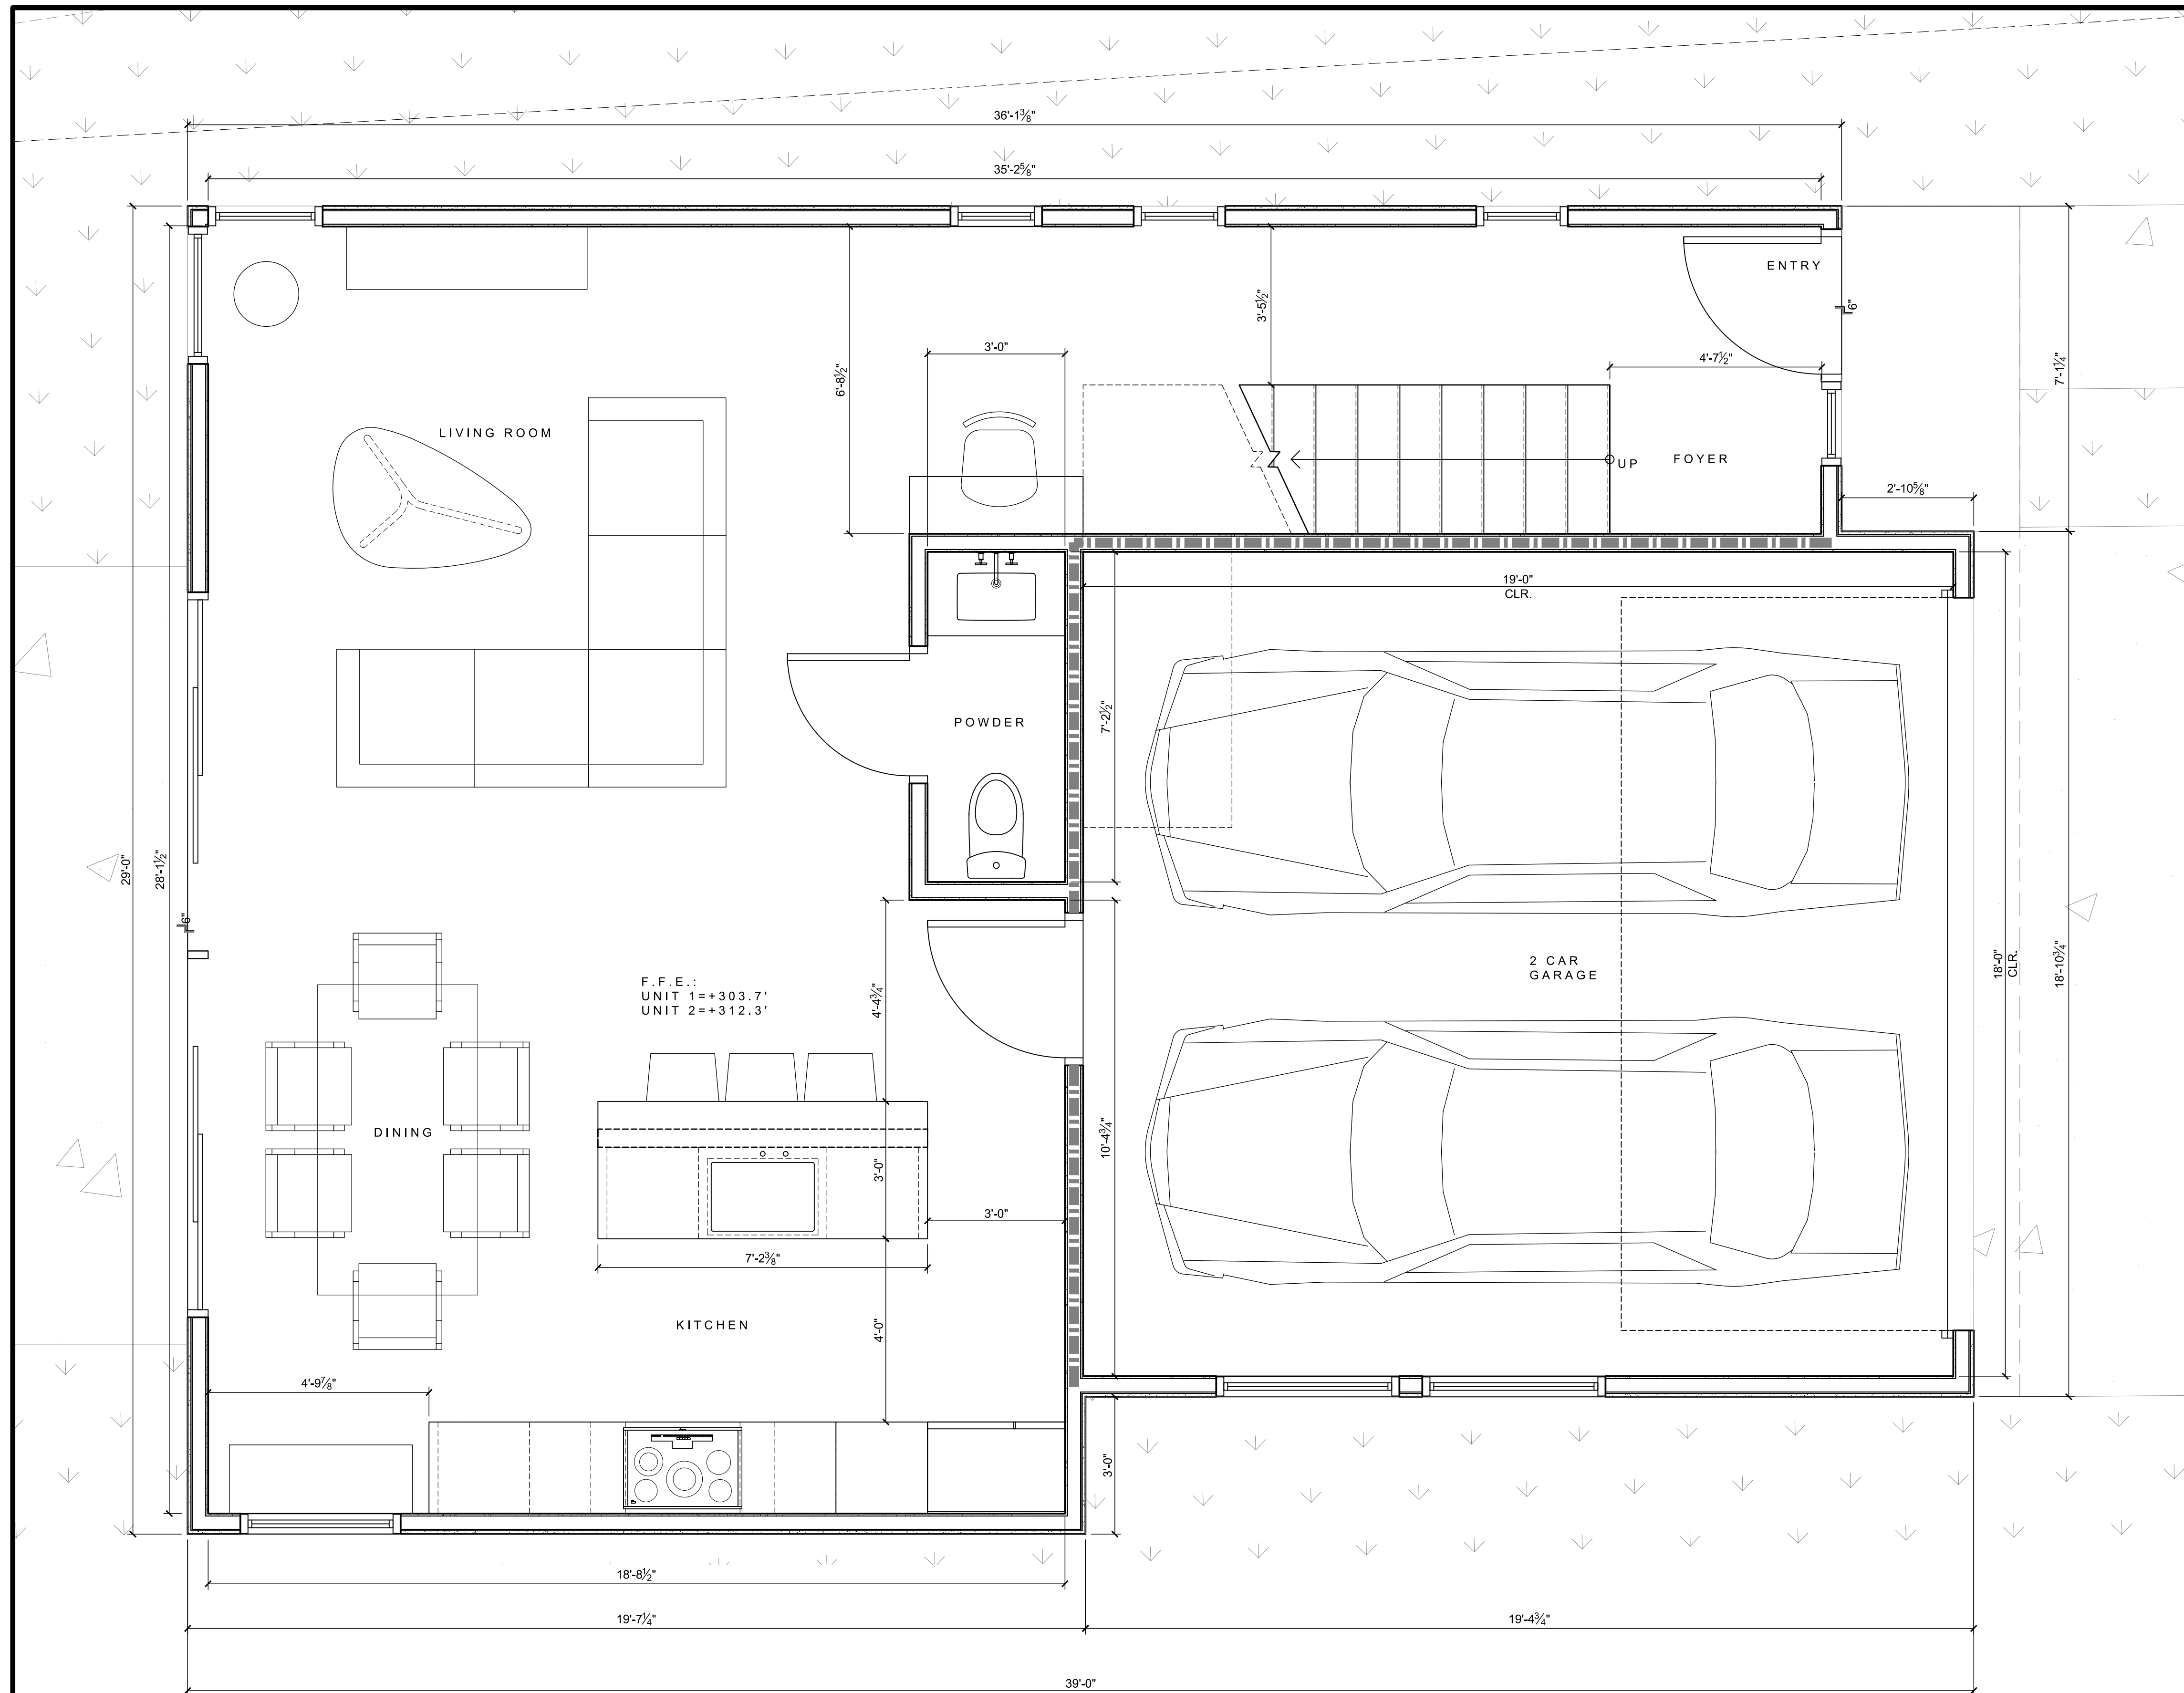 36'-1⅜"
35'-2⅝"
ENTRY
6"
3'-5½"
3'-0"
4'-7½"
6'-8½"
7'-1¼"
LIVING ROOM
UP
FOYER
2'-10⅝"
19'-0"
CLR.
POWDER
7'-2½"
29'-0"
28'-1½"
6"
F.F.E.:
UNIT 1=+303.7'
UNIT 2=+312.3'
4'-4¾"
2 CAR
GARAGE
18'-0"
CLR.
18'-10¾"
DINING
10'-4¾"
3'-0"
3'-0"
7'-2⅜"
KITCHEN
4'-0"
4'-9⅞"
3'-0"
18'-8½"
19'-7¼"
19'-4¾"
39'-0"